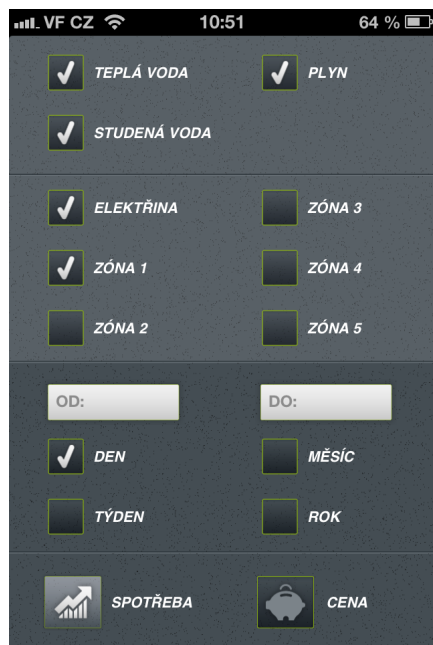 VF CZ 10:51 64 %
TEPLÁ VODA PLYN
STUDENÁ VODA
ELEKTŘINA ZÓNA 3
ZÓNA 1 ZÓNA 4
ZÓNA 2 ZÓNA 5
OD: DO:
DEN MĚSÍC
TÝDEN ROK
SPOTŘEBA CENA